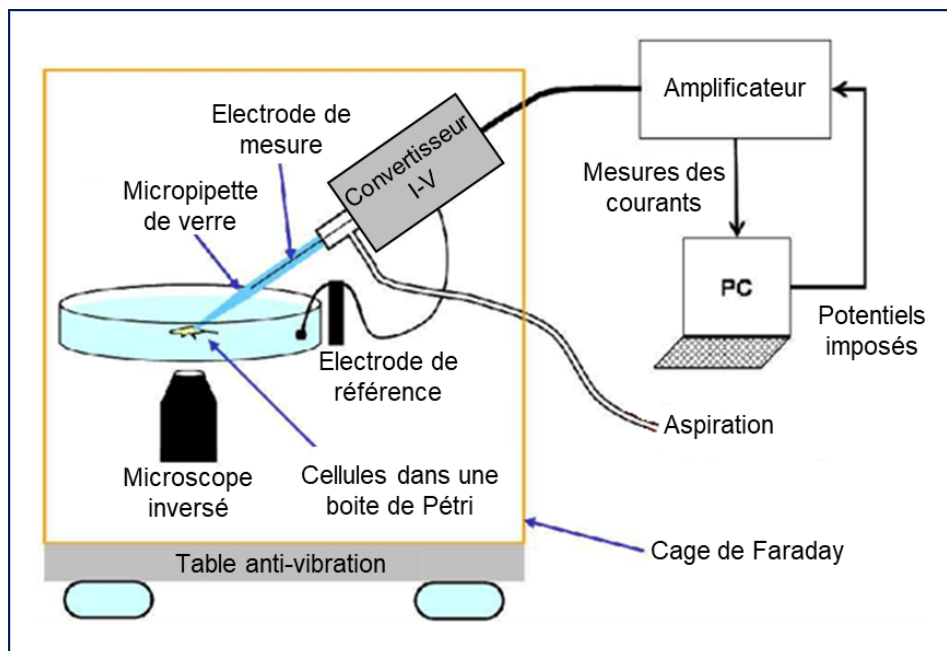 Amplificateur
Electrode de
mesure
Convertisseur
I-V
Mesures des
courants
Micropipette
de verre
PC
Potentiels
imposés
Electrode de
référence
Aspiration
Microscope
inversé
Cellules dans une
boite de Pétri
Cage de Faraday
Table anti-vibration